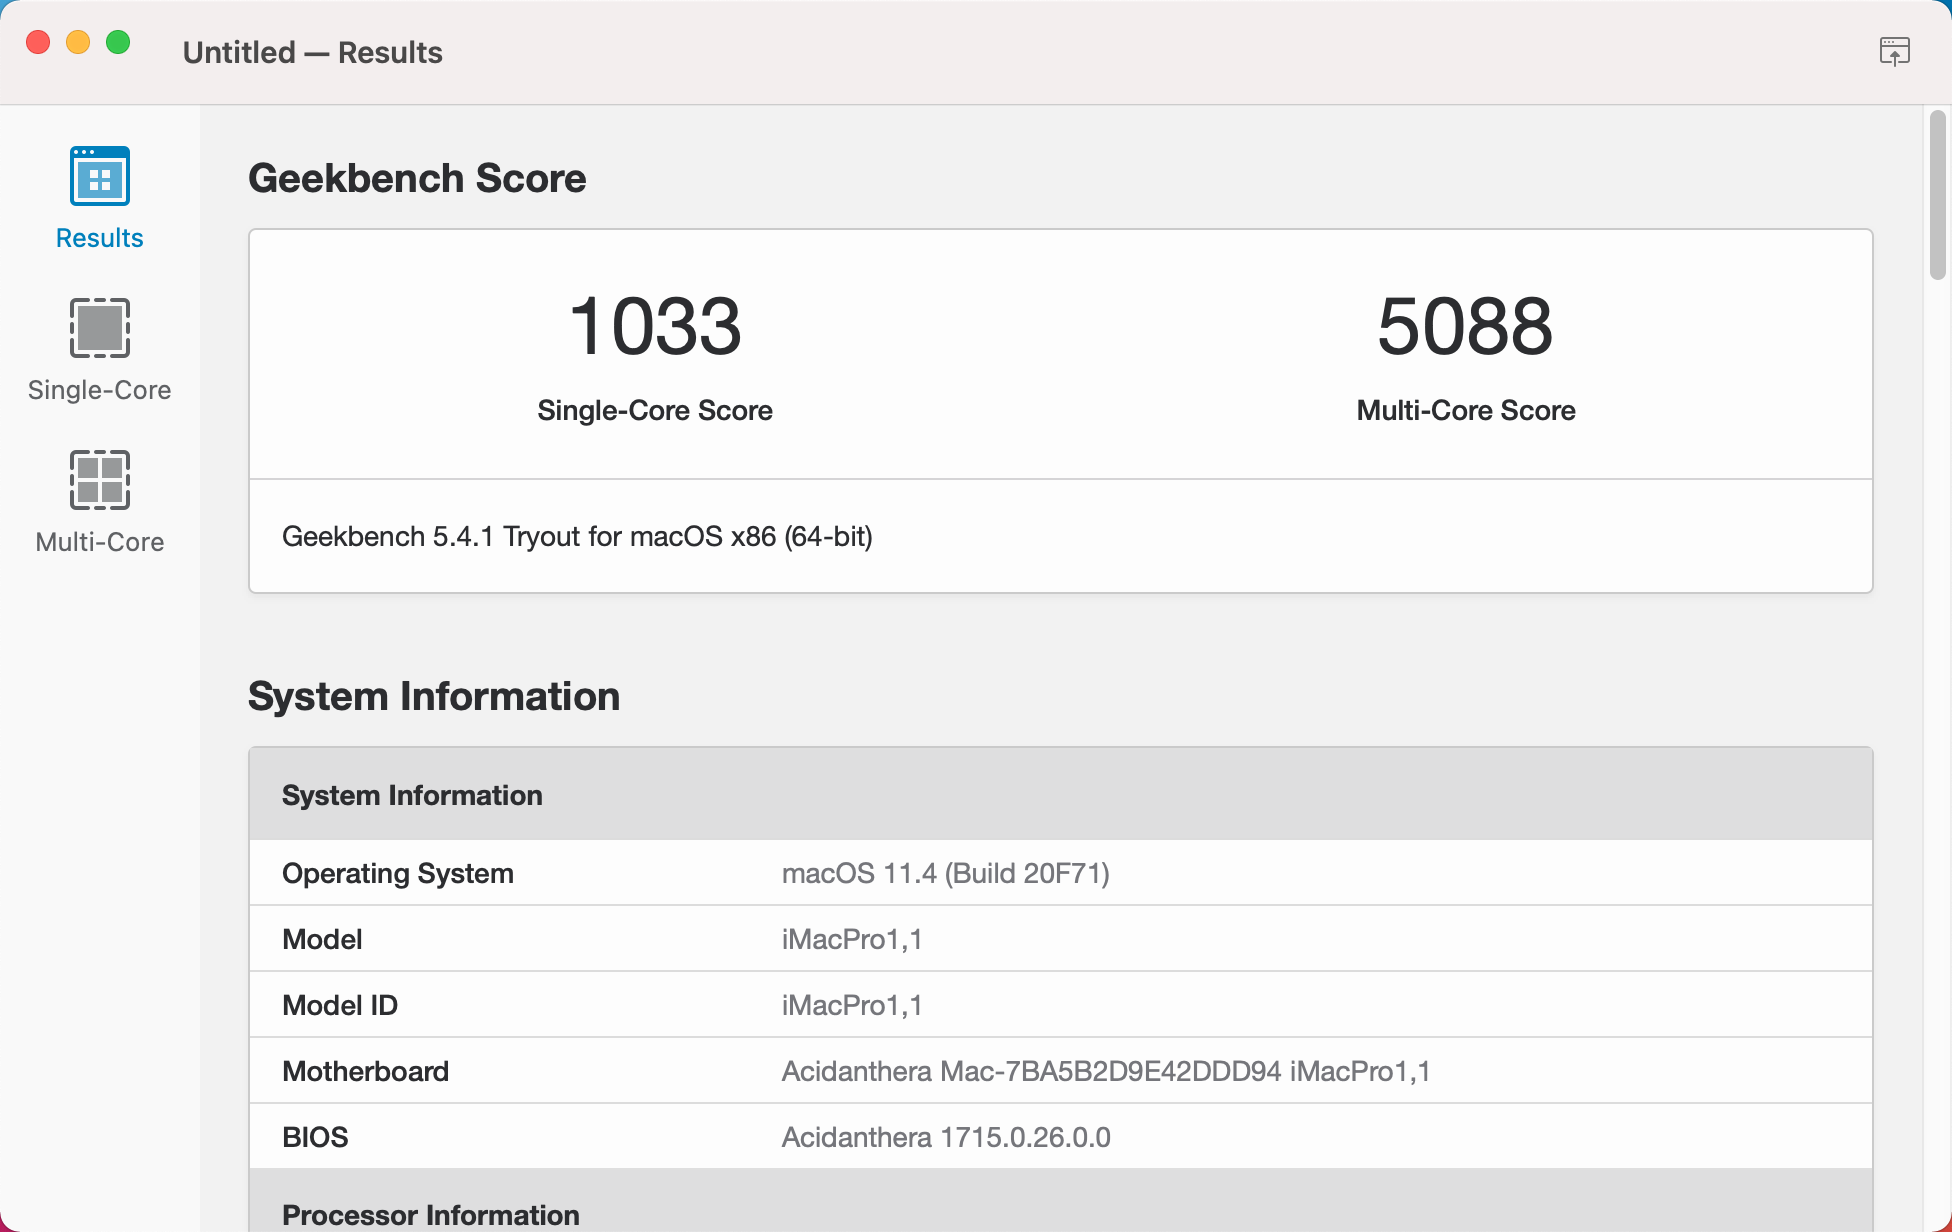 Untitled — Results
Results
Single-Core
Multi-Core
Geekbench Score
1033
Single-Core Score
5088
Multi-Core Score
Geekbench 5.4.1 Tryout for macOS x86 (64-bit)
System Information
System Information
Operating System macOS 11.4 (Build 20F71)
Model iMacPro1,1
Model ID iMacPro1,1
Motherboard Acidanthera Mac-7BA5B2D9E42DDD94 iMacPro1,1
BIOS Acidanthera 1715.0.26.0.0
Processor Information